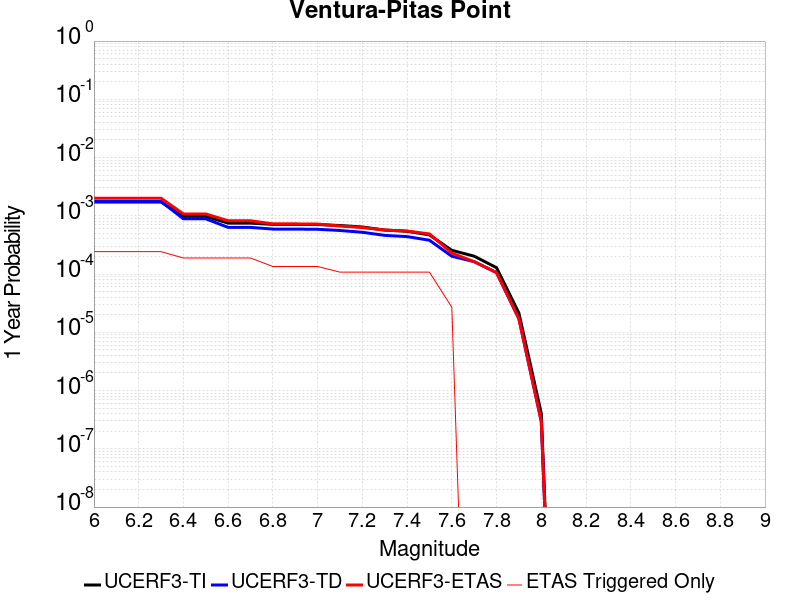 Ventura-Pitas Point
10^0
10^-1
10^-2
10^-3
10^-4
10^-5
10^-6
10^-7
10^-8
1 Year Probability
6 6.2 6.4 6.6 6.8 7 7.2 7.4 7.6 7.8 8 8.2 8.4 8.6 8.8 9
Magnitude
UCERF3-TI UCERF3-TD UCERF3-ETAS ETAS Triggered Only